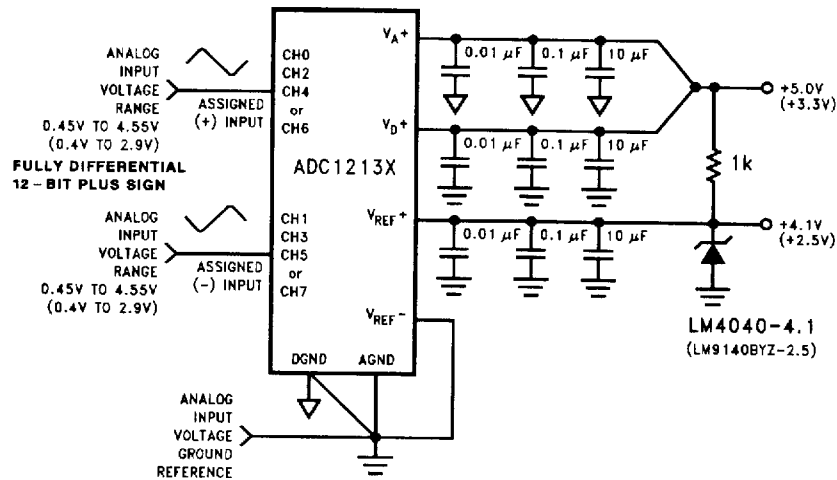 ANALOG
INPUT
VOLTAGE
RANGE
0.45V TO 4.55V
(0.4V TO 2.9V)
FULLY DIFFERENTIAL
12-BIT PLUS SIGN
ASSIGNED
(+) INPUT
CH0
CH2
CH4
or
CH6
ANALOG
INPUT
VOLTAGE
RANGE
0.45V TO 4.55V
(0.4V TO 2.9V)
ASSIGNED
(-) INPUT
CH1
CH3
CH5
or
CH7
ADC1213X
VA+
VD+
VREF+
VREF-
DGND
AGND
0.01 μF
0.1 μF
10 μF
0.01 μF
0.1 μF
10 μF
0.01 μF
0.1 μF
10 μF
+5.0V
(+3.3V)
1k
+4.1V
(+2.5V)
LM4040-4.1
(LM9140BYZ-2.5)
ANALOG
INPUT
VOLTAGE
GROUND
REFERENCE